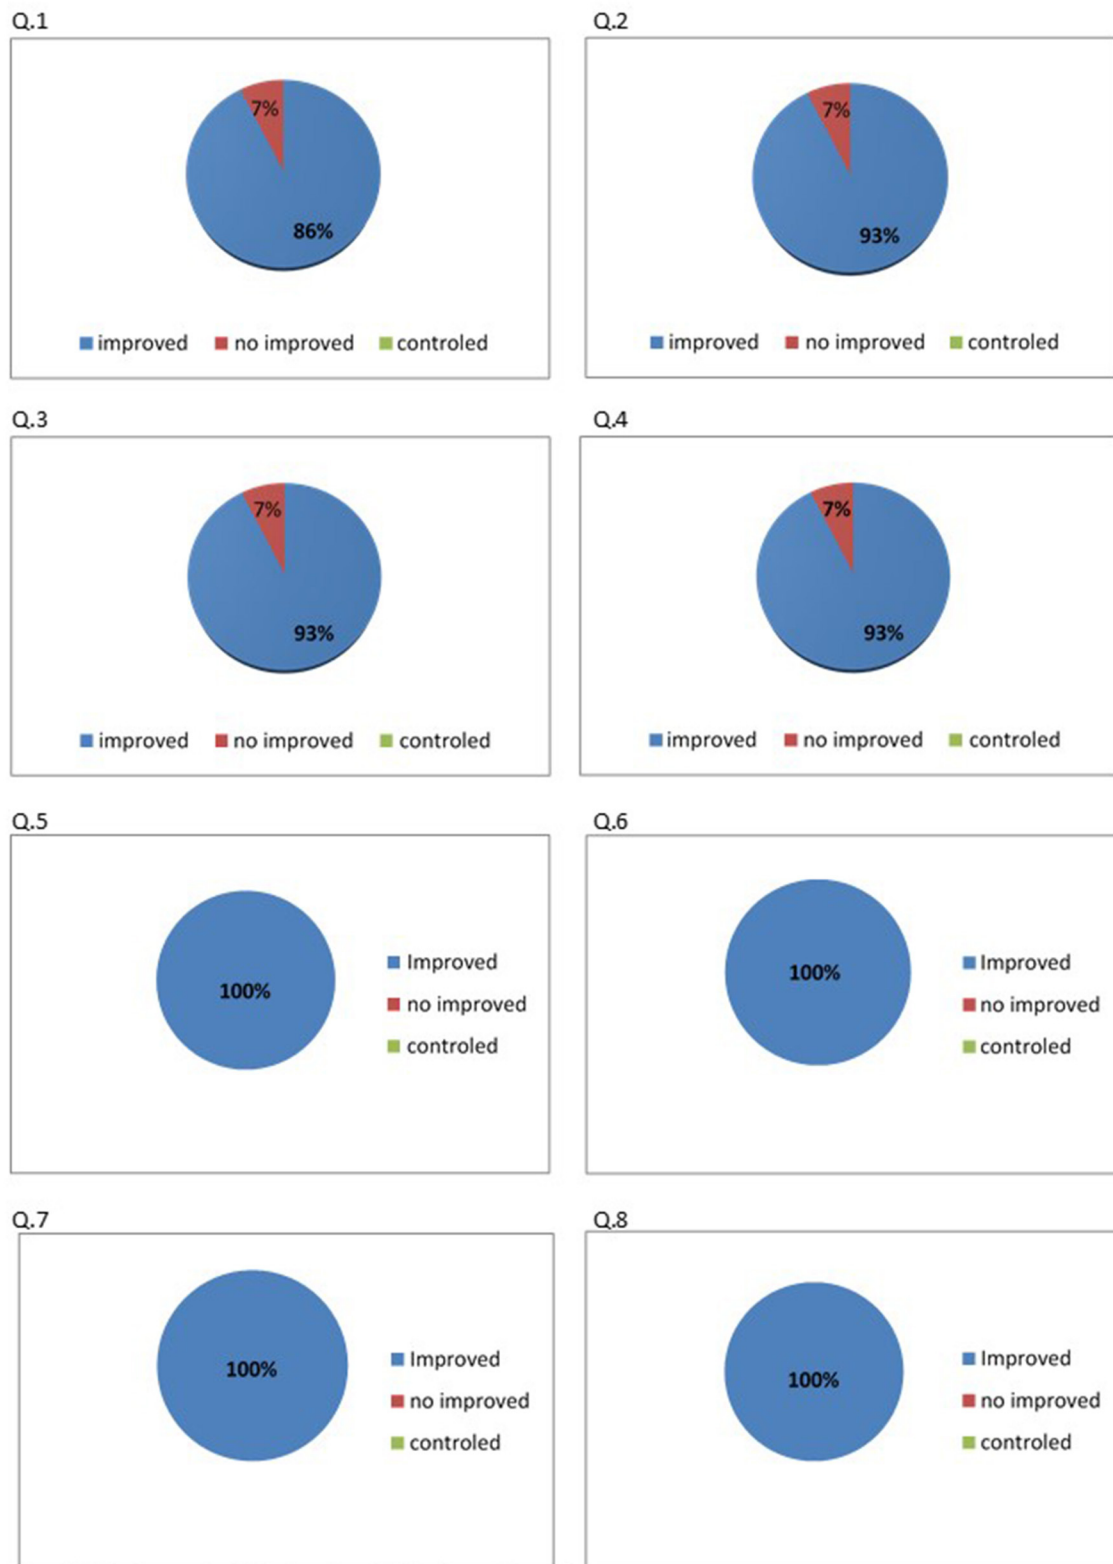 Q.1
7%
86%
improved no improved controled
Q.2
7%
93%
improved no improved controled
Q.3
7%
93%
improved no improved controled
Q.4
7%
93%
improved no improved controled
Q.5
100%
Improved
no improved
controled
Q.6
100%
Improved
no improved
controled
Q.7
100%
Improved
no improved
controled
Q.8
100%
Improved
no improved
controled